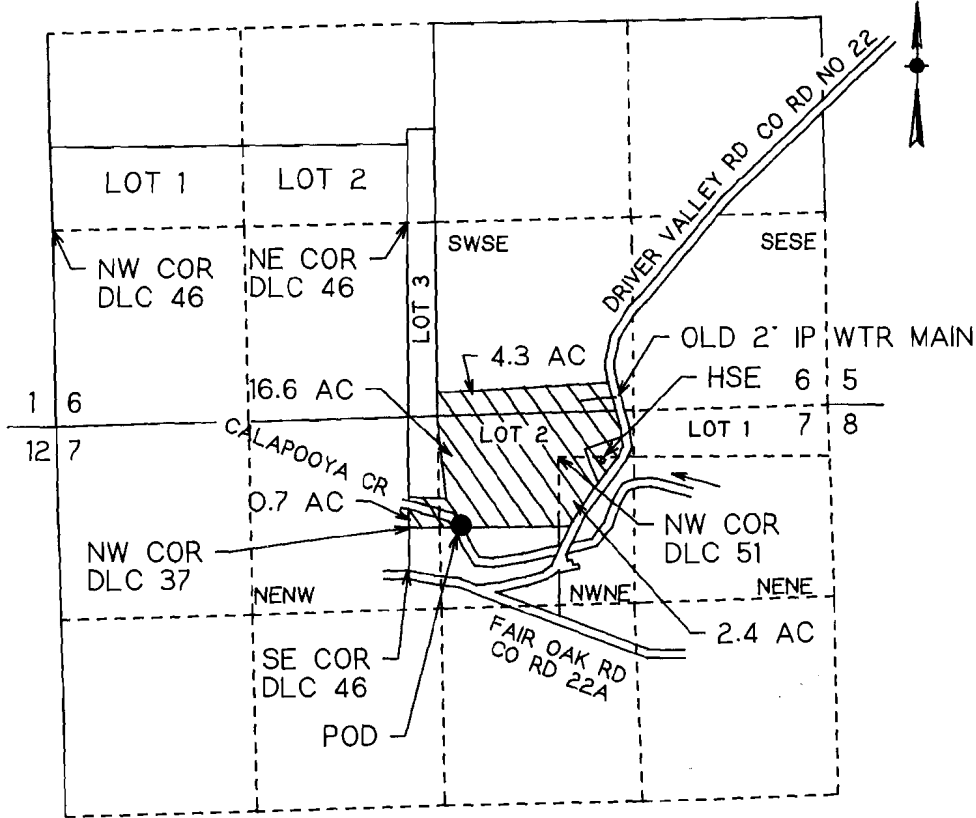 DRIVER VALLEY RD CO RD NO 22
LOT 1
LOT 2
SWSE
SESE
NW COR
DLC 46
NE COR
DLC 46
LOT 3
4.3 AC
OLD 2" IP WTR MAIN
HSE
16.6 AC
6 5
1 6
LOT 2
LOT 1
7 8
12 7
CALAPOOYA CR
0.7 AC
NW COR
DLC 51
NW COR
DLC 37
NENW
NWNE
NENE
2.4 AC
FAIR OAK RD
CO RD 22A
SE COR
DLC 46
POD